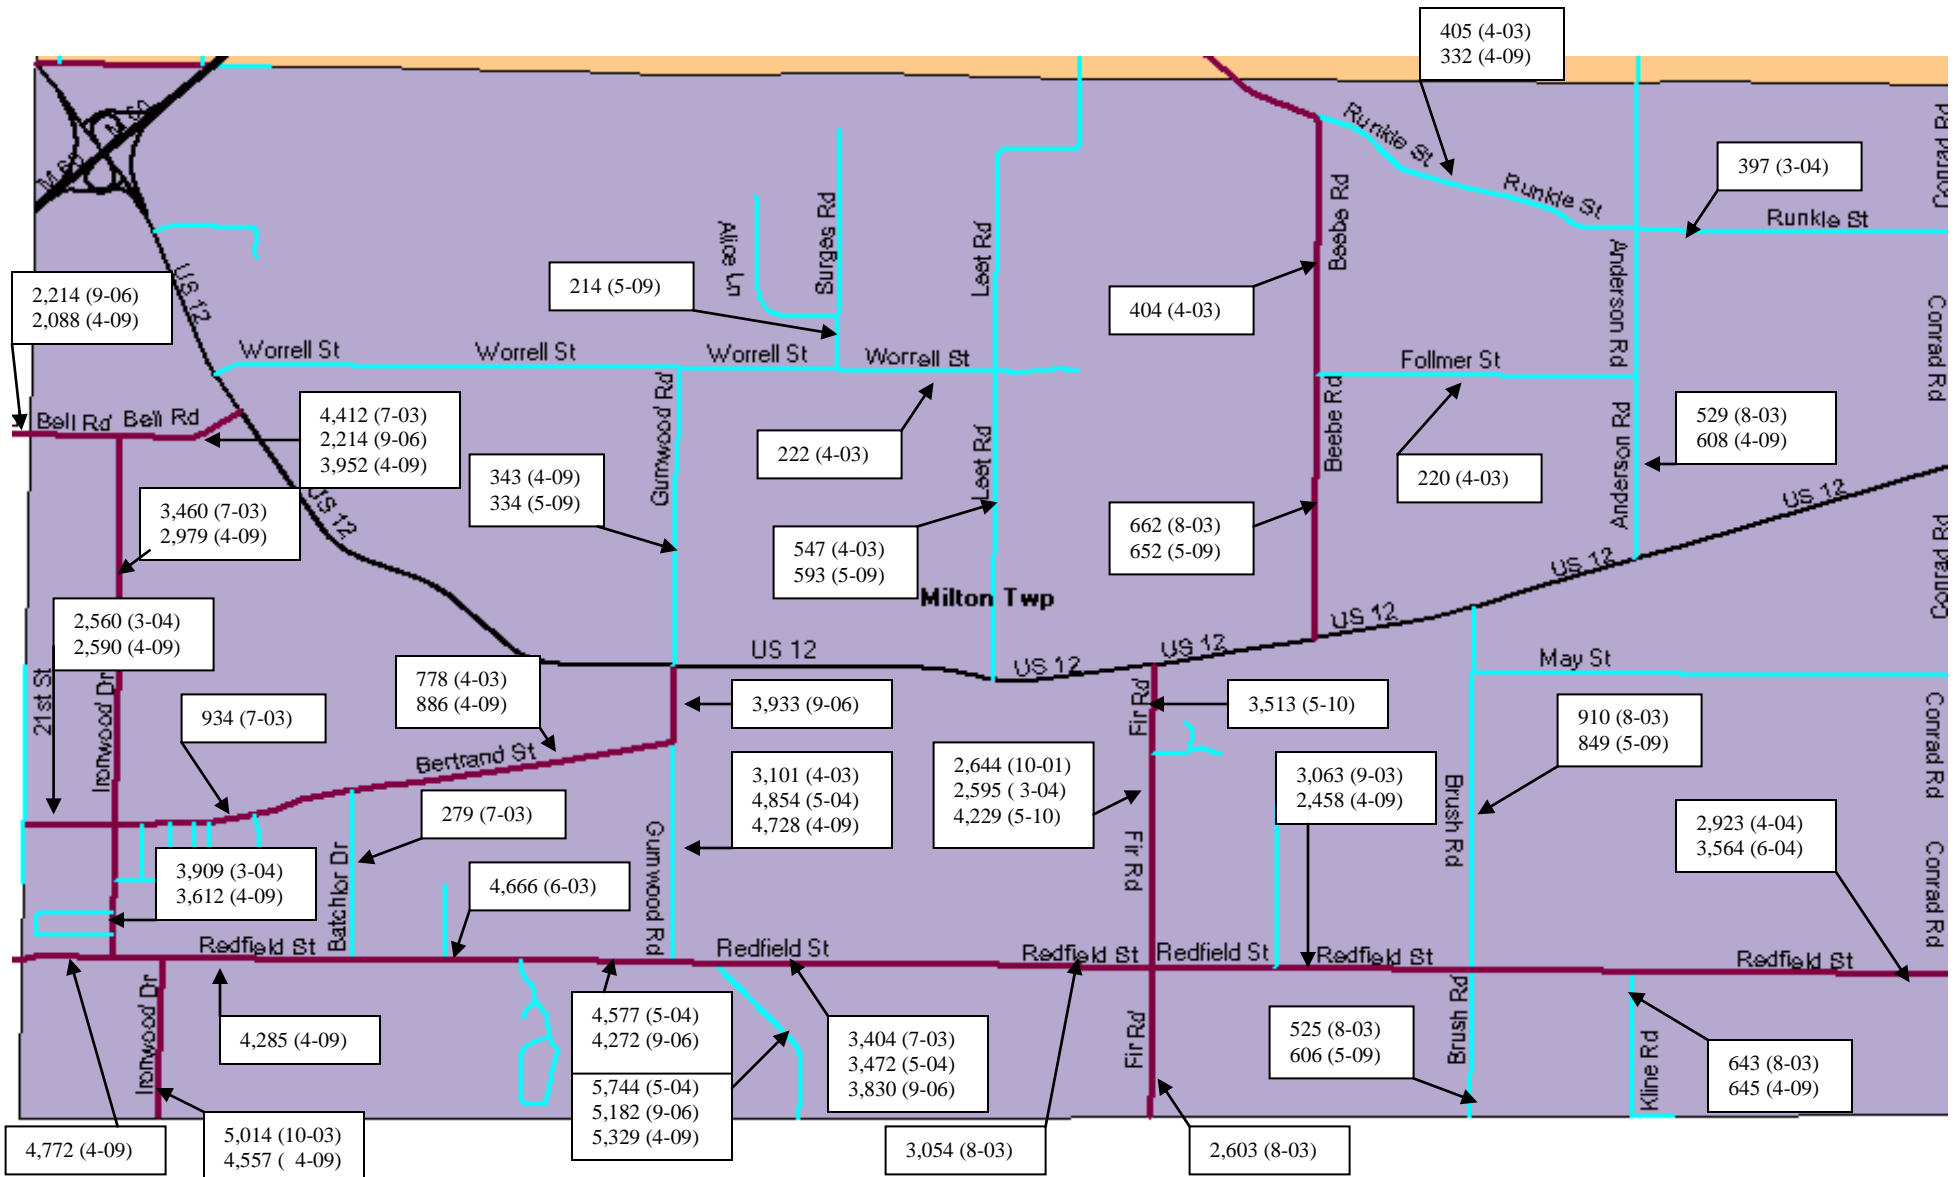 405 (4-03)
332 (4-09)
M 60
M 60
Runkle St
Runkle St
Runkle St
397 (3-04)
Conrad Rd
US 12
2,214 (9-06)
2,088 (4-09)
Alice Ln
Burges Rd
Leet Rd
Beebe Rd
Anderson Rd
214 (5-09)
404 (4-03)
Worrell St
Worrell St
Worrell St
Worrell St
Follmer St
Conrad Rd
Bell Rd
Bell Rd
4,412 (7-03)
2,214 (9-06)
3,952 (4-09)
Gumwood Rd
222 (4-03)
Leet Rd
Beebe Rd
220 (4-03)
Anderson Rd
529 (8-03)
608 (4-09)
343 (4-09)
334 (5-09)
US 12
3,460 (7-03)
2,979 (4-09)
547 (4-03)
593 (5-09)
662 (8-03)
652 (5-09)
US 12
US 12
Conrad Rd
Milton Twp
2,560 (3-04)
2,590 (4-09)
US 12
US 12
US 12
US 12
May St
21st St
Ironwood Dr
778 (4-03)
886 (4-09)
934 (7-03)
3,933 (9-06)
Fir Rd
3,513 (5-10)
910 (8-03)
849 (5-09)
Conrad Rd
Bertrand St
3,101 (4-03)
4,854 (5-04)
4,728 (4-09)
2,644 (10-01)
2,595 ( 3-04)
4,229 (5-10)
3,063 (9-03)
2,458 (4-09)
Brush Rd
279 (7-03)
2,923 (4-04)
3,564 (6-04)
3,909 (3-04)
3,612 (4-09)
Batchlor Dr
4,666 (6-03)
Gumwood Rd
Fir Rd
Conrad Rd
Redfield St
Redfield St
Redfield St
Redfield St
Redfield St
Redfield St
Ironwood Dr
4,285 (4-09)
4,577 (5-04)
4,272 (9-06)
5,744 (5-04)
5,182 (9-06)
5,329 (4-09)
3,404 (7-03)
3,472 (5-04)
3,830 (9-06)
Fir Rd
525 (8-03)
606 (5-09)
Brush Rd
Kline Rd
643 (8-03)
645 (4-09)
4,772 (4-09)
5,014 (10-03)
4,557 ( 4-09)
3,054 (8-03)
2,603 (8-03)